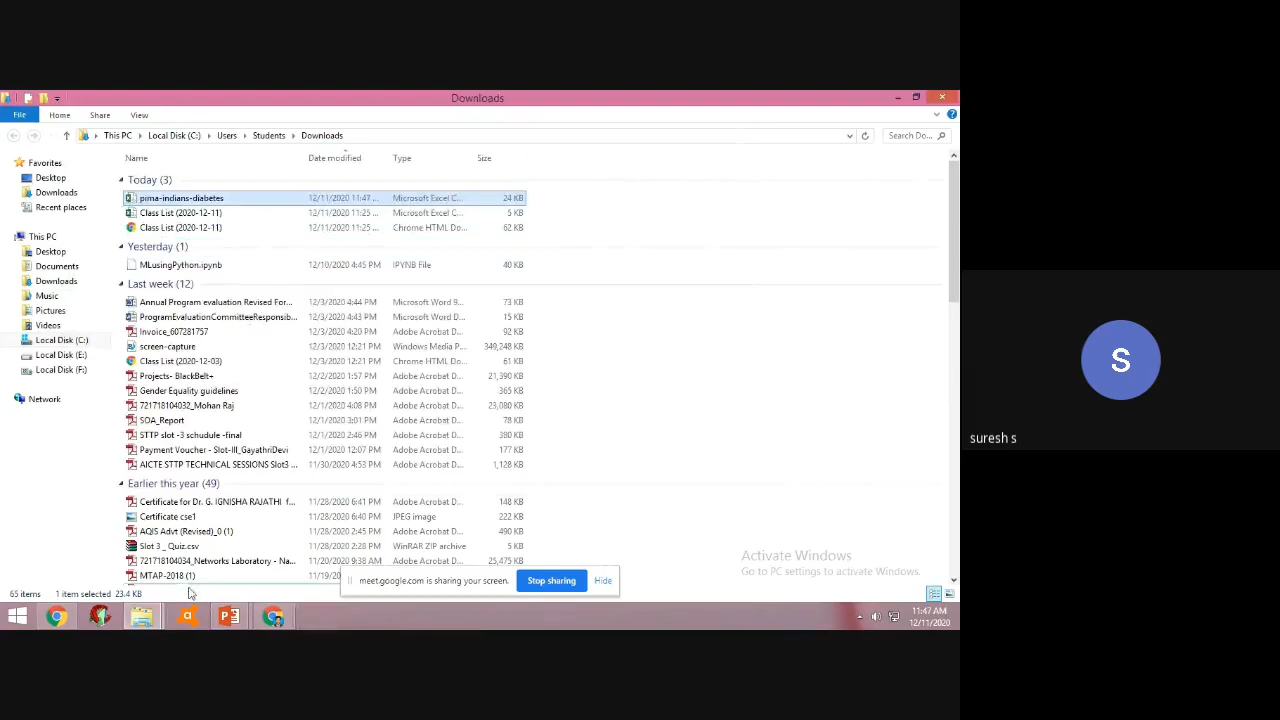 Downloads
File Home Share View
This PC Local Disk (C:) Users Students Downloads Search Do...
Name Date modified Type Size
Favorites
Desktop
Downloads
Recent places
This PC
Desktop
Documents
Downloads
Music
Pictures
Videos
Local Disk (C:)
Local Disk (E:)
Local Disk (F:)
Network
Today (3)
pima-indians-diabetes 12/11/2020 11:47 ... Microsoft Excel C... 24 KB
Class List (2020-12-11) 12/11/2020 11:25 ... Microsoft Excel C... 5 KB
Class List (2020-12-11) 12/11/2020 11:25 ... Chrome HTML Do... 62 KB
Yesterday (1)
MLusingPython.ipynb 12/10/2020 4:45 PM IPYNB File 40 KB
Last week (12)
Annual Program evaluation Revised For... 12/3/2020 4:44 PM Microsoft Word 9... 73 KB
ProgramEvaluationCommitteeResponsib... 12/3/2020 4:43 PM Microsoft Word D... 15 KB
Invoice_607281757 12/3/2020 4:20 PM Adobe Acrobat D... 92 KB
screen-capture 12/3/2020 12:21 PM Windows Media P... 349,248 KB
Class List (2020-12-03) 12/3/2020 12:21 PM Chrome HTML Do... 61 KB
Projects- BlackBelt+ 12/2/2020 1:57 PM Adobe Acrobat D... 21,390 KB
Gender Equality guidelines 12/2/2020 1:50 PM Adobe Acrobat D... 365 KB
721718104032_Mohan Raj 12/1/2020 4:08 PM Adobe Acrobat D... 23,080 KB
SOA_Report 12/1/2020 3:01 PM Adobe Acrobat D... 78 KB
STTP slot -3 schudule -final 12/1/2020 2:46 PM Adobe Acrobat D... 380 KB
Payment Voucher - Slot-III_GayathriDevi 12/1/2020 12:07 PM Adobe Acrobat D... 177 KB
AICTE STTP TECHNICAL SESSIONS Slot3 ... 11/30/2020 4:53 PM Adobe Acrobat D... 1,128 KB
Earlier this year (49)
Certificate for Dr. G. IGNISHA RAJATHI f... 11/28/2020 6:41 PM Adobe Acrobat D... 148 KB
Certificate cse1 11/28/2020 6:40 PM JPEG image 222 KB
AQIS Advt (Revised)_0 (1) 11/28/2020 2:45 PM Adobe Acrobat D... 490 KB
Slot 3 _ Quiz.csv 11/28/2020 2:28 PM WinRAR ZIP archive 5 KB
721718104034_Networks Laboratory - Na... 11/20/2020 9:38 AM Adobe Acrobat D... 25,475 KB
MTAP-2018 (1) 11/19/20
meet.google.com is sharing your screen. Stop sharing Hide
Activate Windows
Go to PC settings to activate Windows.
65 items 1 item selected 23.4 KB
11:47 AM
12/11/2020
S
suresh s